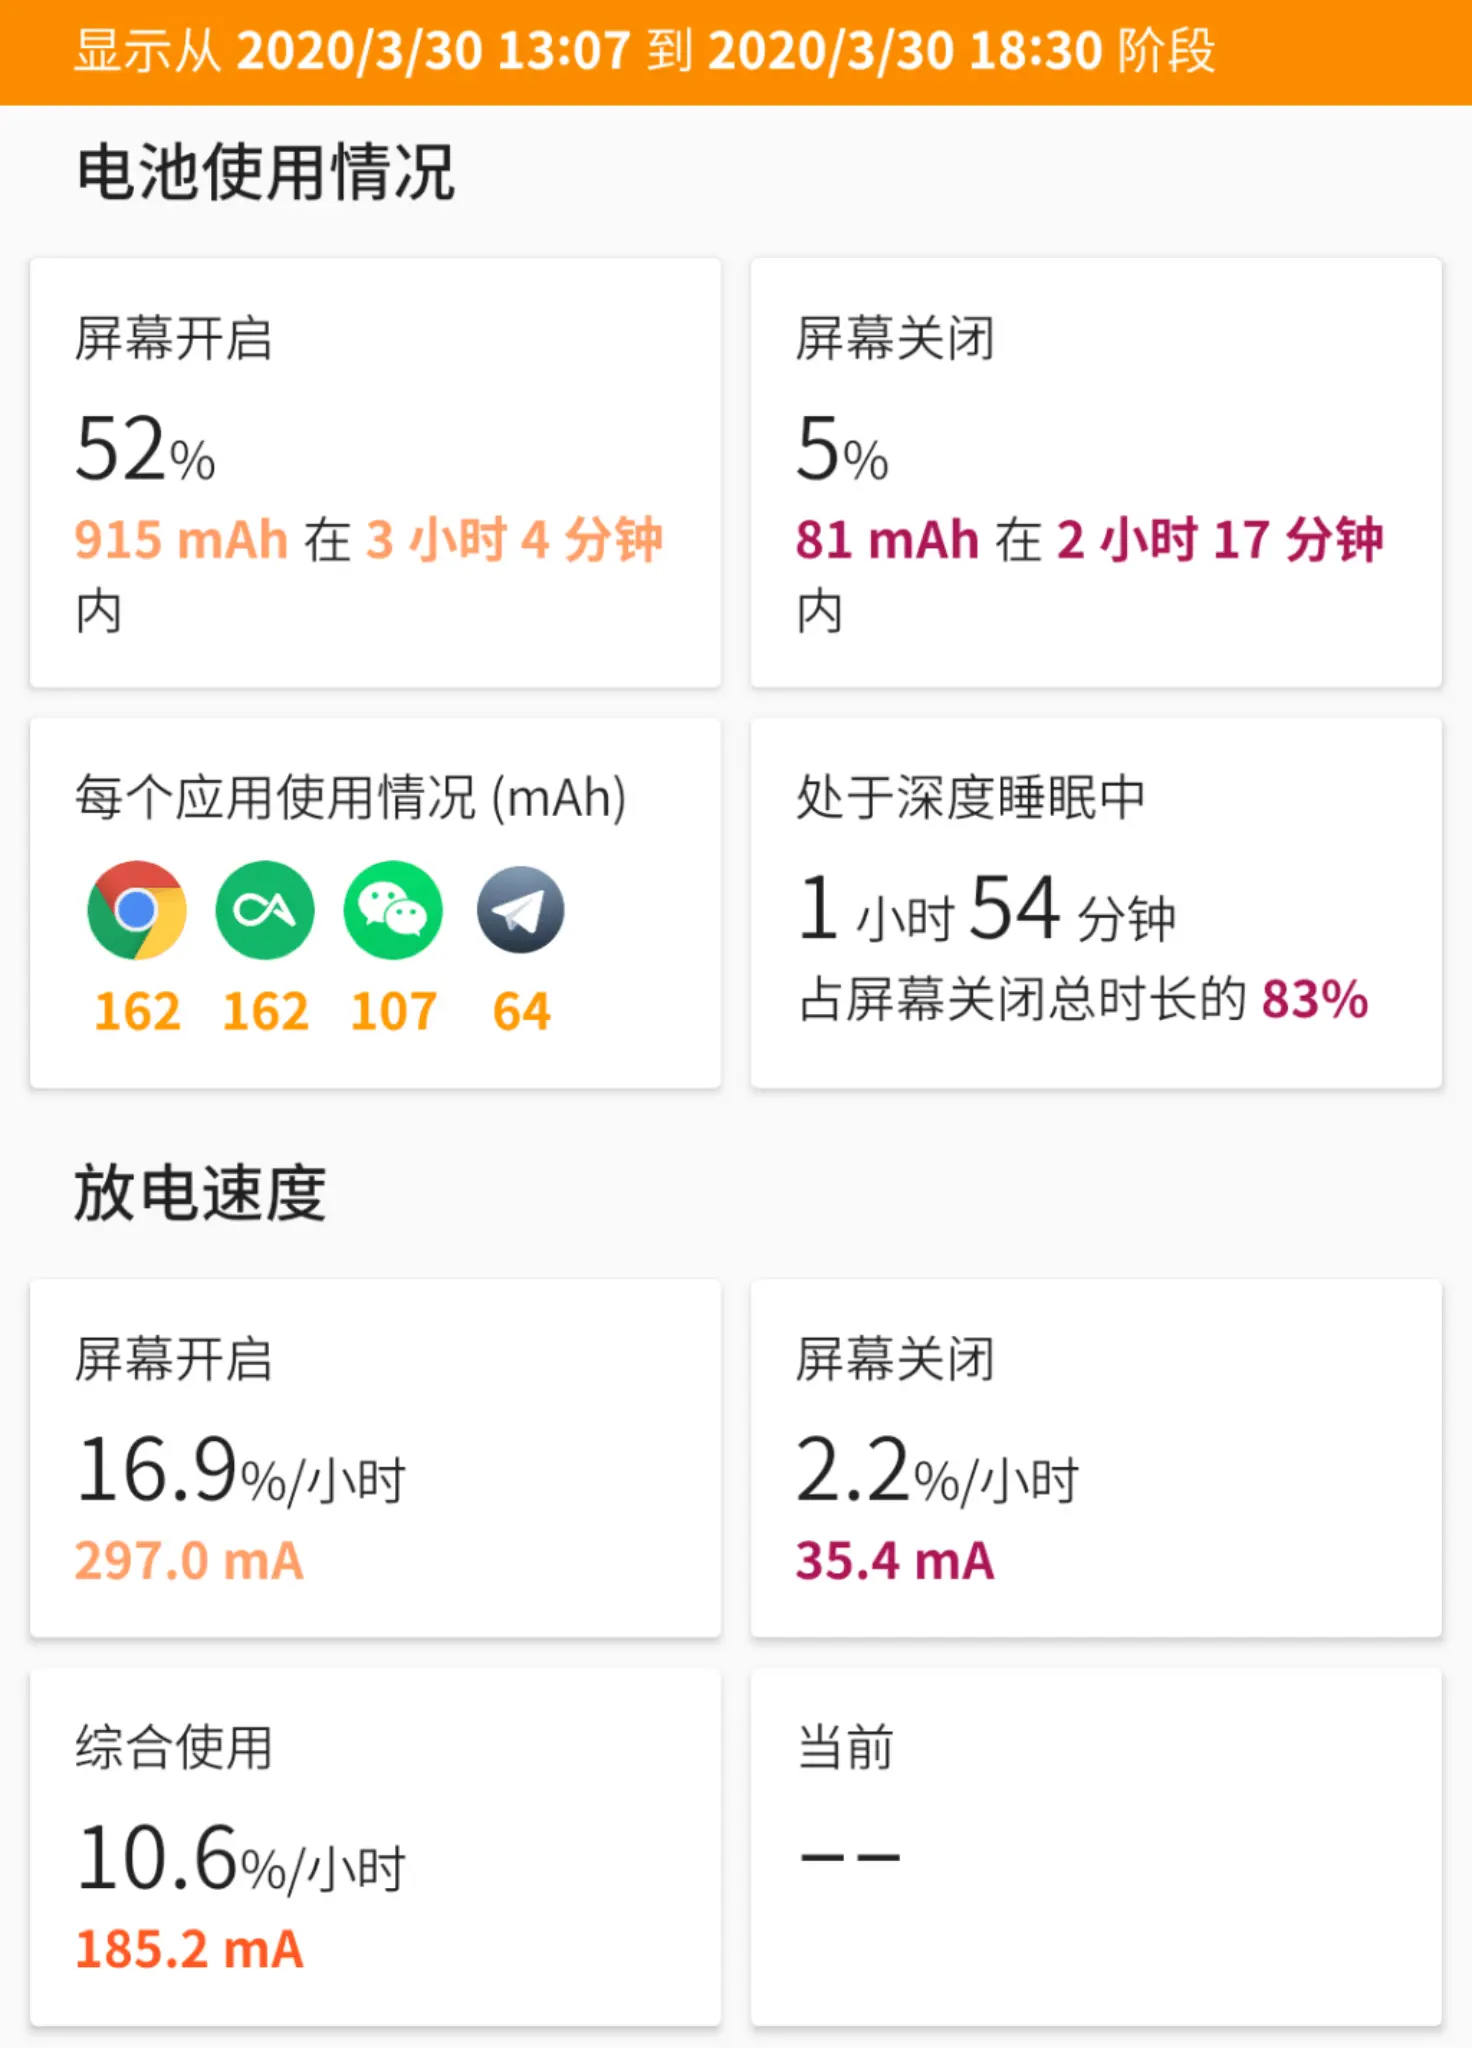 显示从 2020/3/30 13:07 到 2020/3/30 18:30 阶段
电池使用情况
屏幕开启
52%
915 mAh 在 3 小时 4 分钟
内
屏幕关闭
5%
81 mAh 在 2 小时 17 分钟
内
每个应用使用情况 (mAh)
162 162 107 64
处于深度睡眠中
1 小时 54 分钟
占屏幕关闭总时长的 83%
放电速度
屏幕开启
16.9%/小时
297.0 mA
屏幕关闭
2.2%/小时
35.4 mA
综合使用
10.6%/小时
185.2 mA
当前
––